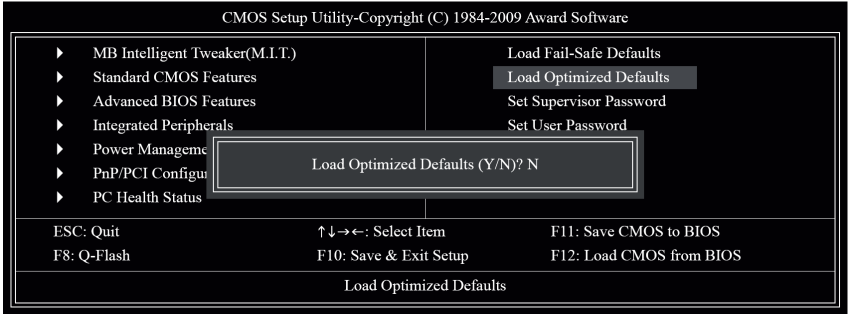 CMOS Setup Utility-Copyright (C) 1984-2009 Award Software
MB Intelligent Tweaker(M.I.T.)
Standard CMOS Features
Advanced BIOS Features
Integrated Peripherals
Power Manageme
PnP/PCI Configur
PC Health Status
Load Fail-Safe Defaults
Load Optimized Defaults
Set Supervisor Password
Set User Password
Load Optimized Defaults (Y/N)? N
ESC: Quit ↑↓→←: Select Item F11: Save CMOS to BIOS
F8: Q-Flash F10: Save & Exit Setup F12: Load CMOS from BIOS
Load Optimized Defaults